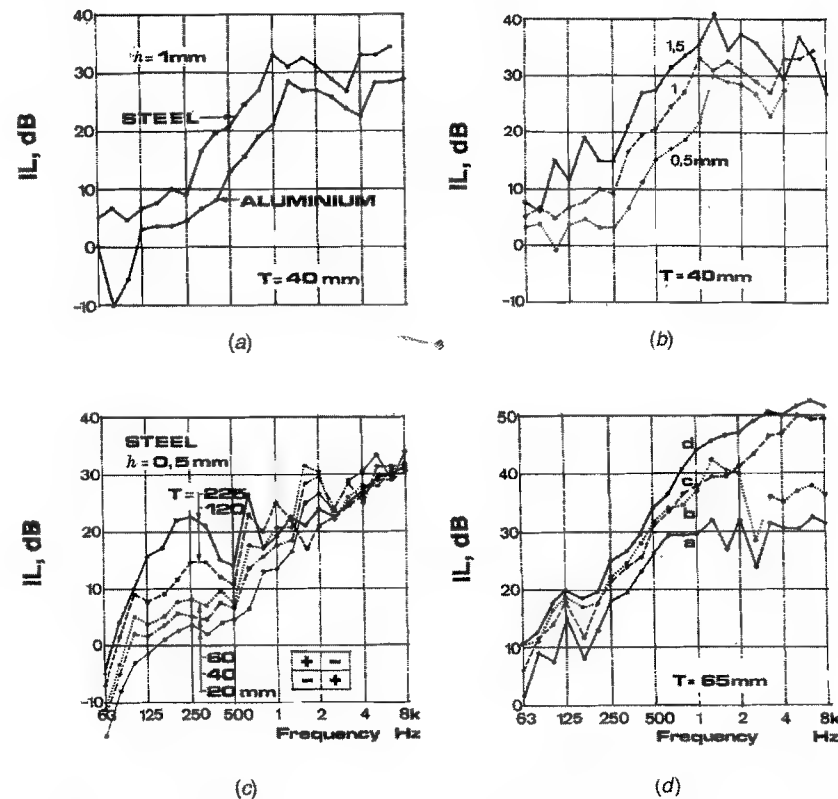 40
30
20
10
0
-10
IL, dB
h = 1mm
STEEL
ALUMINIUM
T= 40 mm
(a)
40
30
20
10
0
-10
IL, dB
1,5
1
0,5mm
T= 40mm
(b)
40
30
20
10
0
-10
IL, dB
STEEL
h = 0,5 mm
T = 225
120
60
40
20 mm
+ -
- +
63 125 250 500 1 2 4 8k
Frequency Hz
(c)
50
40
30
20
10
0
IL, dB
d
c
b
a
T= 65mm
63 125 250 500 1 2 4 8k
Frequency Hz
(d)